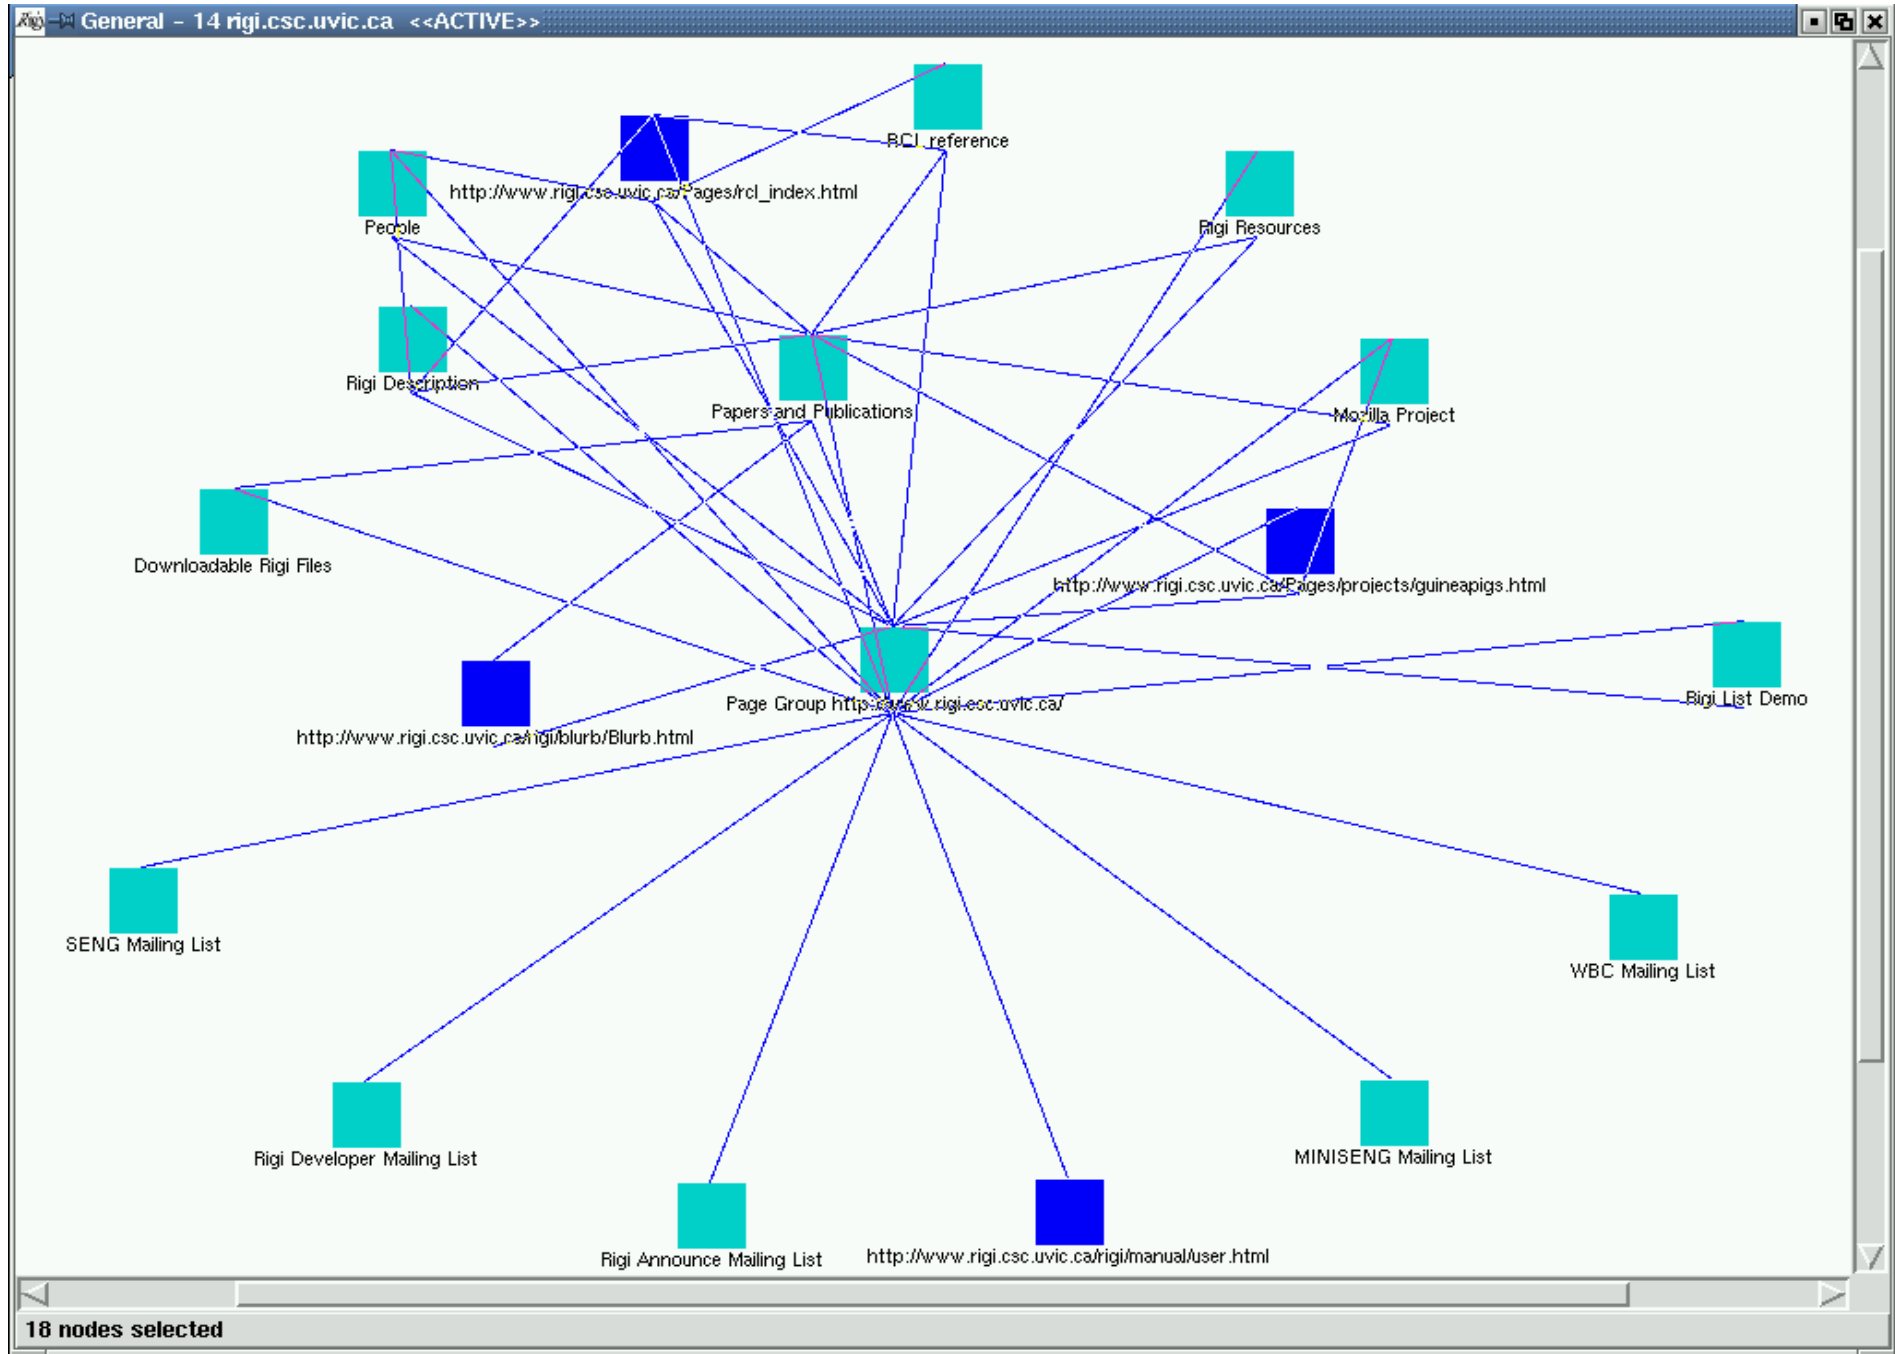 Rigi General - 14 rigi.csc.uvic.ca <<ACTIVE>>
RCL reference
http://www.rigi.csc.uvic.ca/Pages/rcl_index.html
People
Rigi Resources
Rigi Description
Papers and Publications
Mozilla Project
Downloadable Rigi Files
http://www.rigi.csc.uvic.ca/Pages/projects/guineapigs.html
Page Group http://www.rigi.csc.uvic.ca/
Rigi List Demo
http://www.rigi.csc.uvic.ca/rigi/blurb/Blurb.html
SENG Mailing List
WBC Mailing List
Rigi Developer Mailing List
MINISENG Mailing List
Rigi Announce Mailing List
http://www.rigi.csc.uvic.ca/rigi/manual/user.html
18 nodes selected